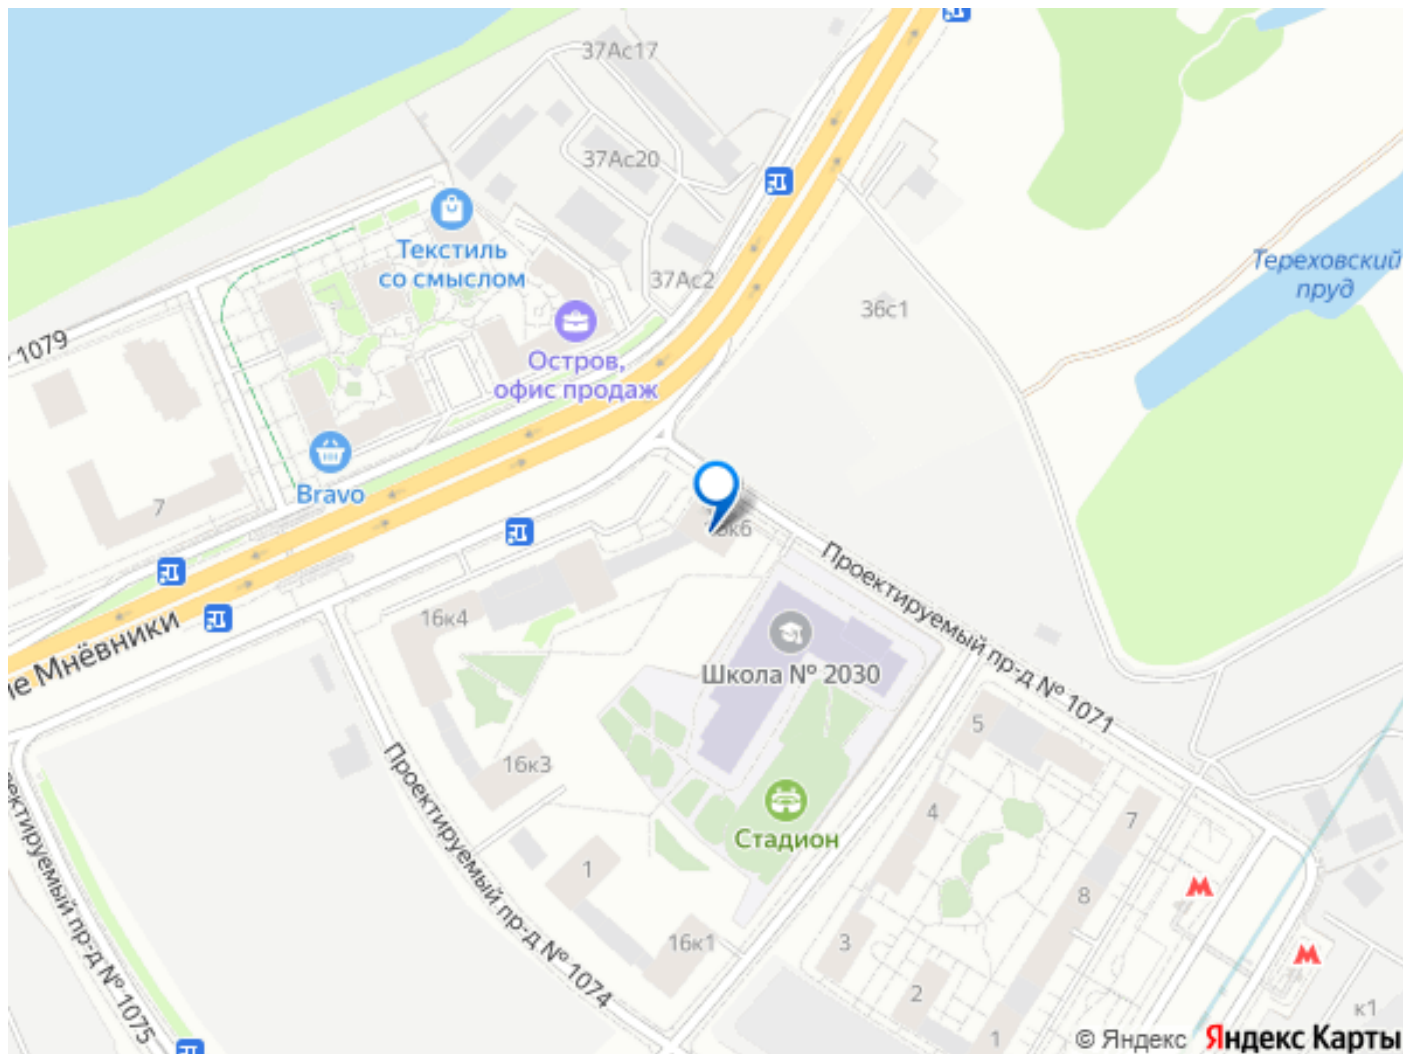 37Ас17
37Ас20
Текстиль
со смыслом
37Ас2
Тереховский
пруд
36с1
1079
Остров,
офис продаж
Bravo
7
16к4
Проектируемый пр-д № 1071
Школа № 2030
е Мнёвники
5
16к3
Проектируемый пр-д № 1074
4
7
Стадион
1
8
16к1
3
2
1
ектируемый пр-д № 1075
к1
© Яндекс Яндекс Карты